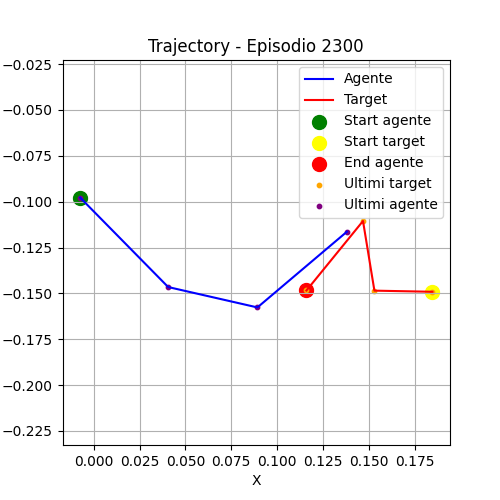 Trajectory - Episodio 2300
Agente
Target
Start agente
Start target
End agente
Ultimi target
Ultimi agente
−0.025
−0.050
−0.075
−0.100
−0.125
−0.150
−0.175
−0.200
−0.225
0.000 0.025 0.050 0.075 0.100 0.125 0.150 0.175
X